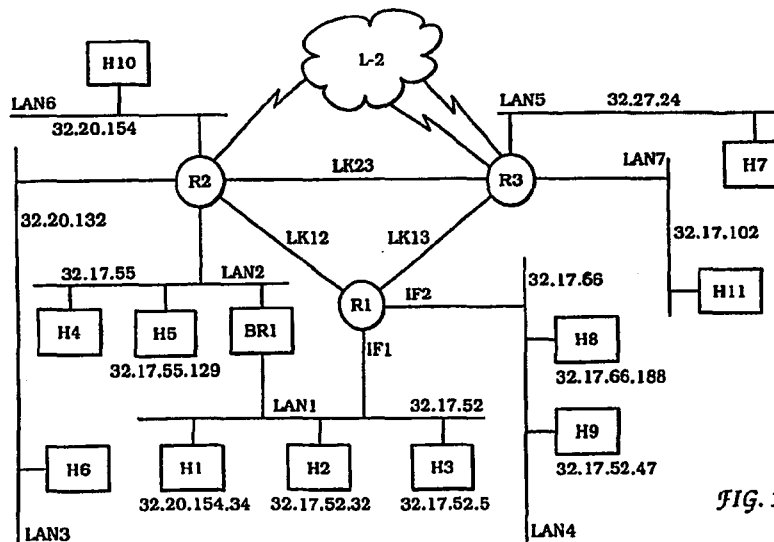 H10
L-2
LAN6
32.20.154
LAN5
32.27.24
R2
LK23
R3
LAN7
H7
32.20.132
LK12
LK13
32.17.102
32.17.55
LAN2
R1
IF2
32.17.66
H11
H4
H5
BR1
IF1
H8
32.17.55.129
32.17.66.188
LAN1
32.17.52
H6
H1
H2
H3
H9
32.20.154.34
32.17.52.32
32.17.52.5
32.17.52.47
FIG.
LAN3
LAN4